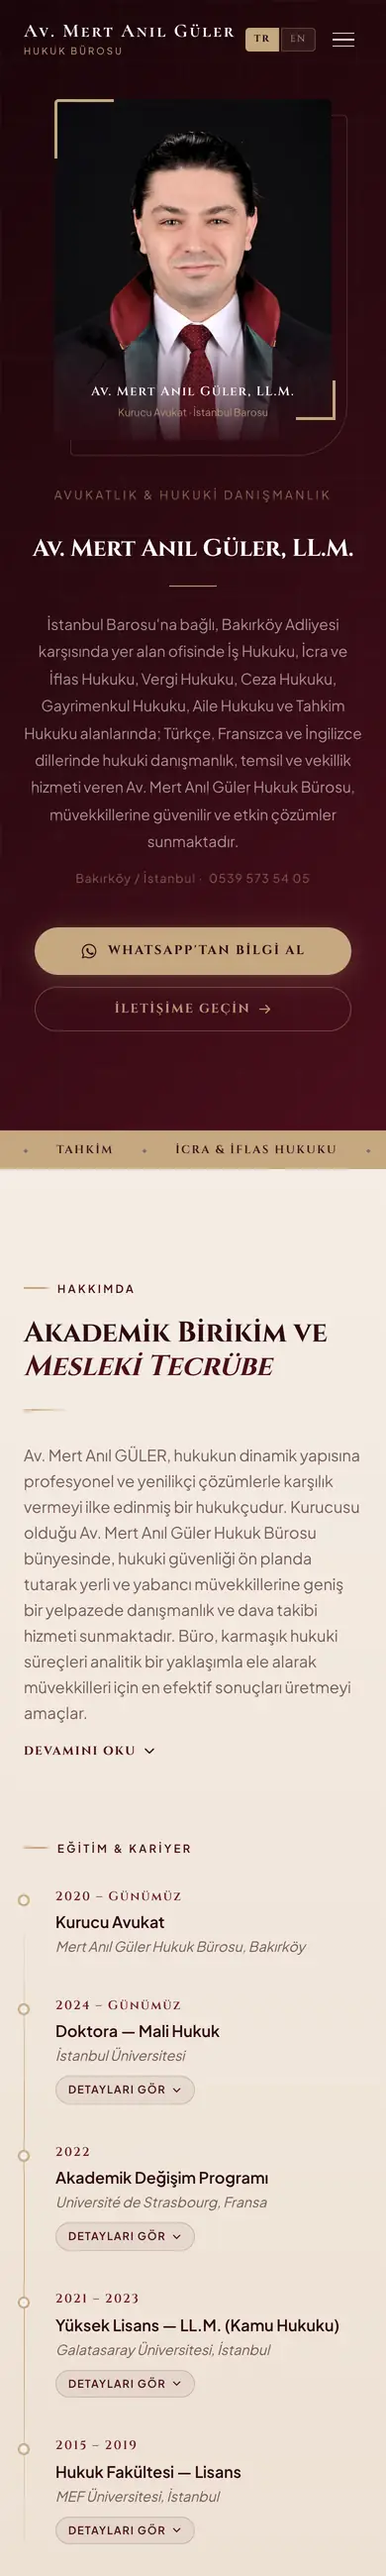 Av. Mert Anıl Güler
HUKUK BÜROSU
TR
EN
Av. Mert Anıl Güler, LL.M.
Kurucu Avukat · İstanbul Barosu
AVUKATLIK & HUKUKİ DANIŞMANLIK
Av. Mert Anıl Güler, LL.M.
İstanbul Barosu'na bağlı, Bakırköy Adliyesi
karşısında yer alan ofisinde İş Hukuku, İcra ve
İflas Hukuku, Vergi Hukuku, Ceza Hukuku,
Gayrimenkul Hukuku, Aile Hukuku ve Tahkim
Hukuku alanlarında; Türkçe, Fransızca ve İngilizce
dillerinde hukuki danışmanlık, temsil ve vekillik
hizmeti veren Av. Mert Anıl Güler Hukuk Bürosu,
müvekkillerine güvenilir ve etkin çözümler
sunmaktadır.
Bakırköy / İstanbul · 0539 573 54 05
WHATSAPP'TAN BİLGİ AL
İLETİŞİME GEÇİN →
TAHKİM
İCRA & İFLAS HUKUKU
HAKKIMDA
Akademik Birikim ve
Mesleki Tecrübe
Av. Mert Anıl GÜLER, hukukun dinamik yapısına
profesyonel ve yenilikçi çözümlerle karşılık
vermeyi ilke edinmiş bir hukukçudur. Kurucusu
olduğu Av. Mert Anıl Güler Hukuk Bürosu
bünyesinde, hukuki güvenliği ön planda
tutarak yerli ve yabancı müvekkillerine geniş
bir yelpazede danışmanlık ve dava takibi
hizmeti sunmaktadır. Büro, karmaşık hukuki
süreçleri analitik bir yaklaşımla ele alarak
müvekkilleri için en efektif sonuçları üretmeyi
amaçlar.
DEVAMINI OKU
EĞİTİM & KARİYER
2020 – GÜNÜMÜZ
Kurucu Avukat
Mert Anıl Güler Hukuk Bürosu, Bakırköy
2024 – GÜNÜMÜZ
Doktora — Mali Hukuk
İstanbul Üniversitesi
DETAYLARI GÖR
2022
Akademik Değişim Programı
Université de Strasbourg, Fransa
DETAYLARI GÖR
2021 – 2023
Yüksek Lisans — LL.M. (Kamu Hukuku)
Galatasaray Üniversitesi, İstanbul
DETAYLARI GÖR
2015 – 2019
Hukuk Fakültesi — Lisans
MEF Üniversitesi, İstanbul
DETAYLARI GÖR